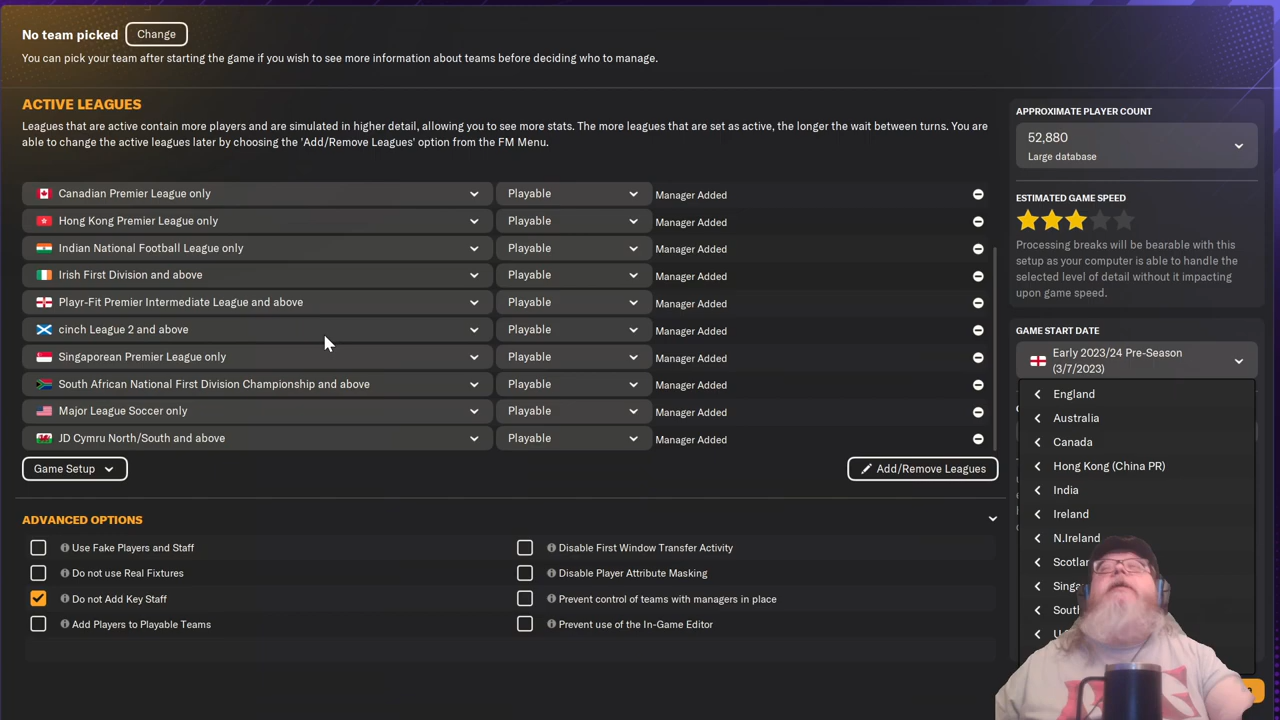 No team picked
Change
You can pick your team after starting the game if you wish to see more information about teams before deciding who to manage.
ACTIVE LEAGUES
Leagues that are active contain more players and are simulated in higher detail, allowing you to see more stats. The more leagues that are set as active, the longer the wait between turns. You are
able to change the active leagues later by choosing the 'Add/Remove Leagues' option from the FM Menu.
Canadian Premier League only Playable Manager Added
Hong Kong Premier League only Playable Manager Added
Indian National Football League only Playable Manager Added
Irish First Division and above Playable Manager Added
Playr-Fit Premier Intermediate League and above Playable Manager Added
cinch League 2 and above Playable Manager Added
Singaporean Premier League only Playable Manager Added
South African National First Division Championship and above Playable Manager Added
Major League Soccer only Playable Manager Added
JD Cymru North/South and above Playable Manager Added
Game Setup
Add/Remove Leagues
ADVANCED OPTIONS
Use Fake Players and Staff
Do not use Real Fixtures
Do not Add Key Staff
Add Players to Playable Teams
Disable First Window Transfer Activity
Disable Player Attribute Masking
Prevent control of teams with managers in place
Prevent use of the In-Game Editor
APPROXIMATE PLAYER COUNT
52,880
Large database
ESTIMATED GAME SPEED
Processing breaks will be bearable with this
setup as your computer is able to handle the
selected level of detail without it impacting
upon game speed.
GAME START DATE
Early 2023/24 Pre-Season
(3/7/2023)
England
Australia
Canada
Hong Kong (China PR)
India
Ireland
N.Ireland